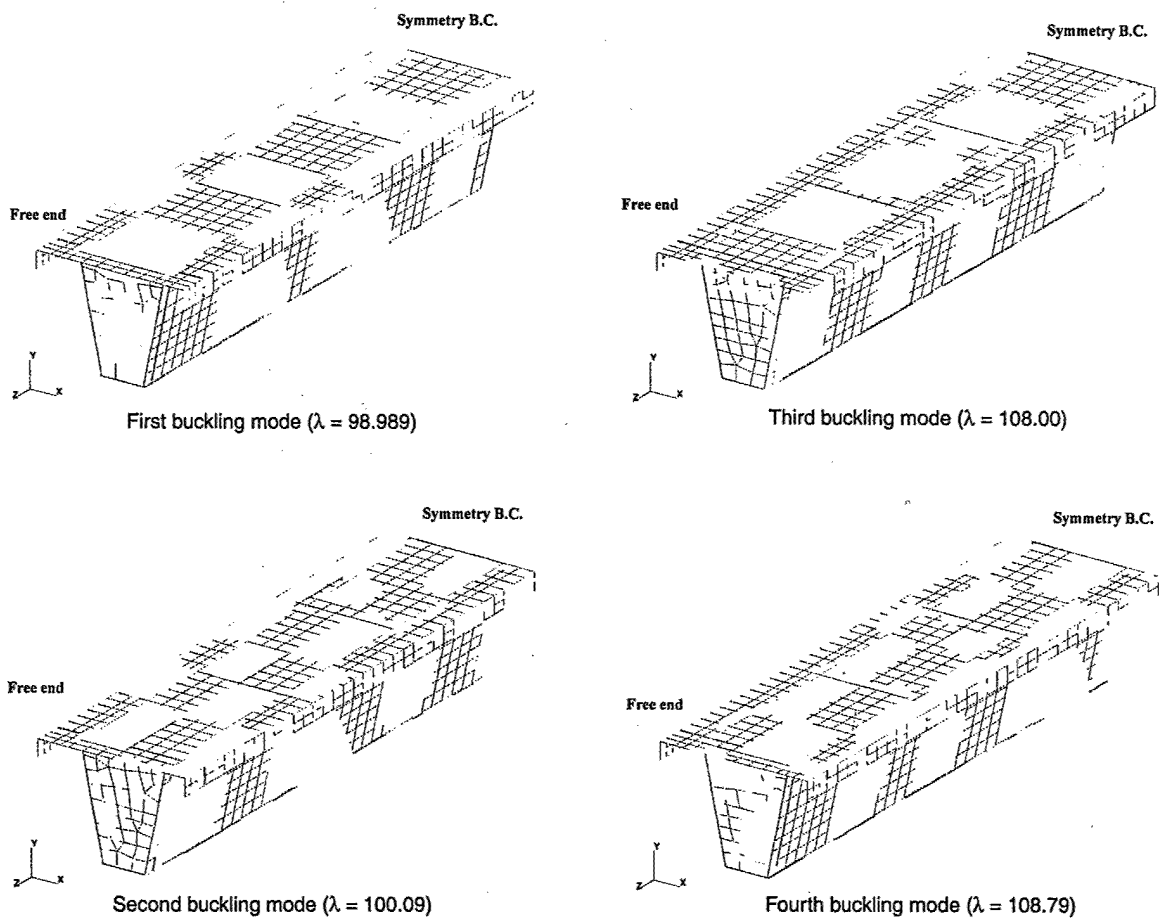 Symmetry B.C.
Free end
Y
Z
X
First buckling mode (λ = 98.989)
Symmetry B.C.
Free end
Y
Z
X
Third buckling mode (λ = 108.00)
Symmetry B.C.
Free end
Y
Z
X
Second buckling mode (λ = 100.09)
Symmetry B.C.
Free end
Y
Z
X
Fourth buckling mode (λ = 108.79)